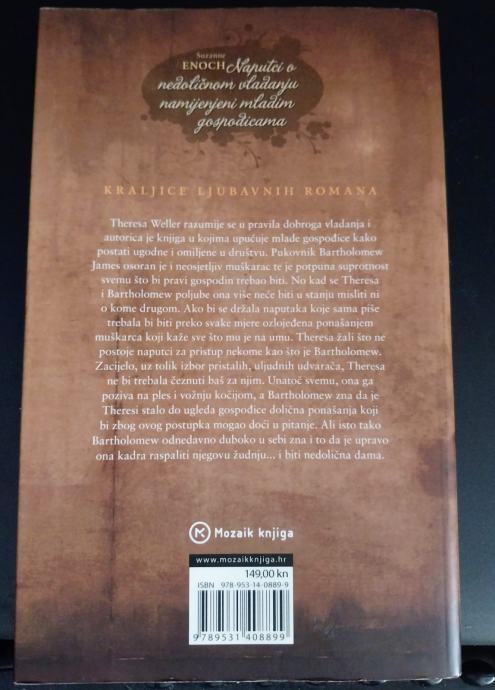 Suzanne
ENOCH Naputci o
nedoličnom vladanju
namijenjeni mladim
gospođicama
KRALJICE LJUBAVNIH ROMANA
Theresa Weller razumije se u pravila dobroga vladanja i
autorica je knjiga u kojima upućuje mlade gospođice kako
postati ugodne i omiljene u društvu. Pukovnik Bartholomew
James osoran je i neosjetljiv muškarac te je potpuna suprotnost
svemu što bi pravi gospodin trebao biti. No kad se Theresa
i Bartholomew poljube ona više neće biti u stanju misliti ni
o kome drugom. Ako bi se držala naputaka koje sama piše
trebala bi biti preko svake mjere ozlojeđena ponašanjem
muškarca koji kaže sve što mu je na umu. Theresa žali što ne
postoje naputci za pristup nekome kao što je Bartholomew.
Zacijelo, uz tolik izbor pristalih, uljudnih udvarača, Theresa
ne bi trebala čeznuti baš za njim. Unatoč svemu, ona ga
poziva na ples i vožnju kočijom, a Bartholomew zna da je
Theresi stalo do ugleda gospođice dolična ponašanja koji
bi zbog ovog postupka mogao doći u pitanje. Ali isto tako
Bartholomew odnedavno duboko u sebi zna i to da je upravo
ona kadra raspaliti njegovu žudnju... i biti nedolična dama.
Mozaik knjiga
www.mozaikknjiga.hr
149,00 kn
ISBN 978-953-14-0889-9
9789531408899